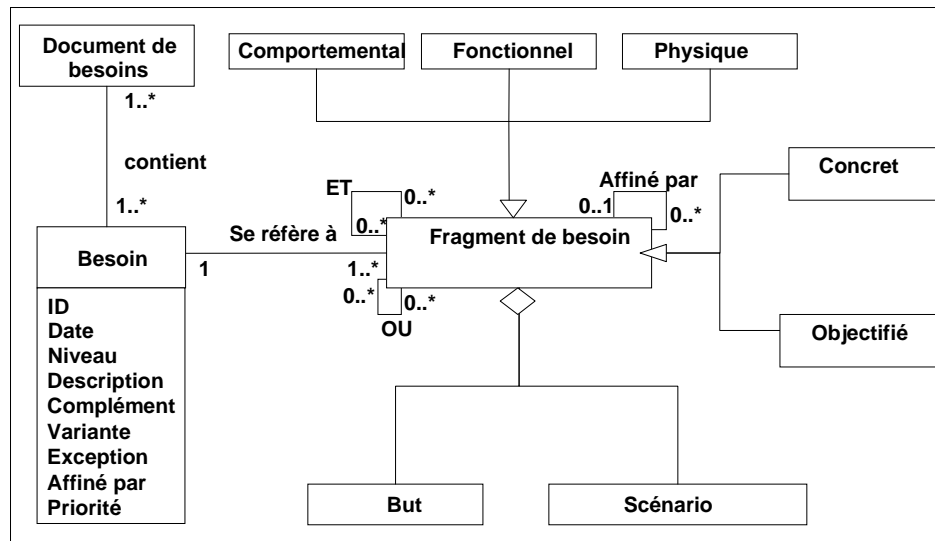 Document de
besoins
Comportemental
Fonctionnel
Physique
1..*
contient
1..*
ET
0..*
0..*
Affiné par
0..1
0..*
Concret
Se réfère à
Fragment de besoin
Besoin
1
1..*
0..*
0..*
OU
ID
Date
Niveau
Description
Complément
Variante
Exception
Affiné par
Priorité
Objectifié
But
Scénario